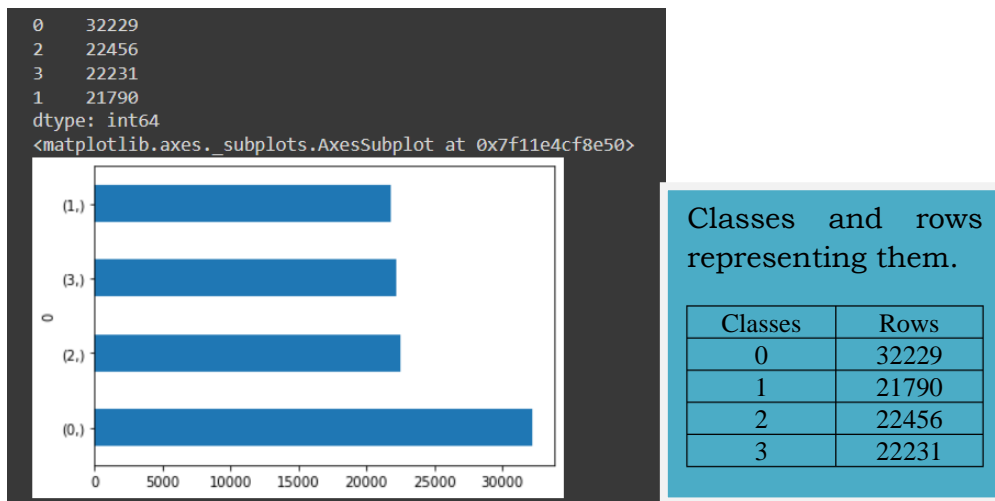 0 32229
2 22456
3 22231
1 21790
dtype: int64
<matplotlib.axes._subplots.AxesSubplot at 0x7f11e4cf8e50>
(1,)
(3,)
0
(2,)
(0,)
0 5000 10000 15000 20000 25000 30000
Classes and rows
representing them.
Classes Rows
0 32229
1 21790
2 22456
3 22231